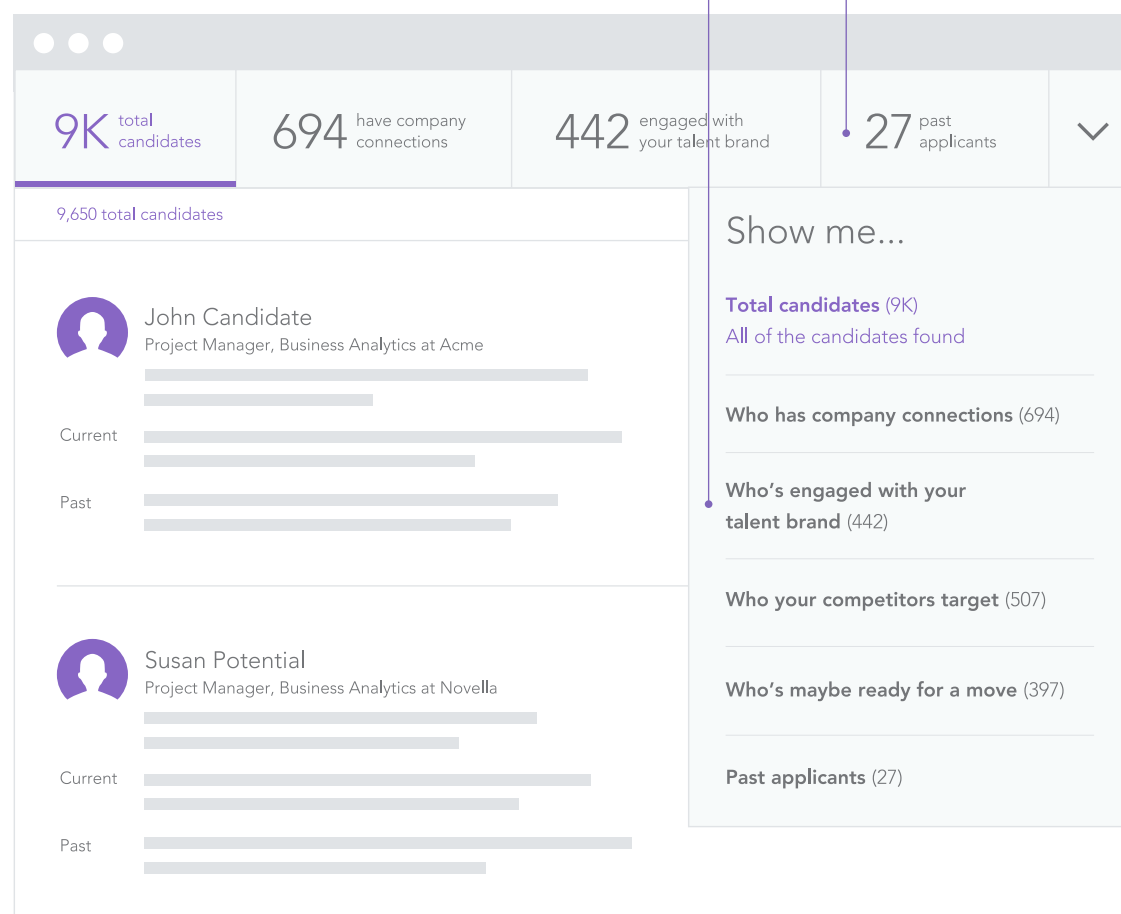 9K total candidates
694 have company connections
442 engaged with your talent brand
27 past applicants
9,650 total candidates
John Candidate
Project Manager, Business Analytics at Acme
Current
Past
Susan Potential
Project Manager, Business Analytics at Novella
Current
Past
Show me...
Total candidates (9K)
All of the candidates found
Who has company connections (694)
Who's engaged with your
talent brand (442)
Who your competitors target (507)
Who's maybe ready for a move (397)
Past applicants (27)